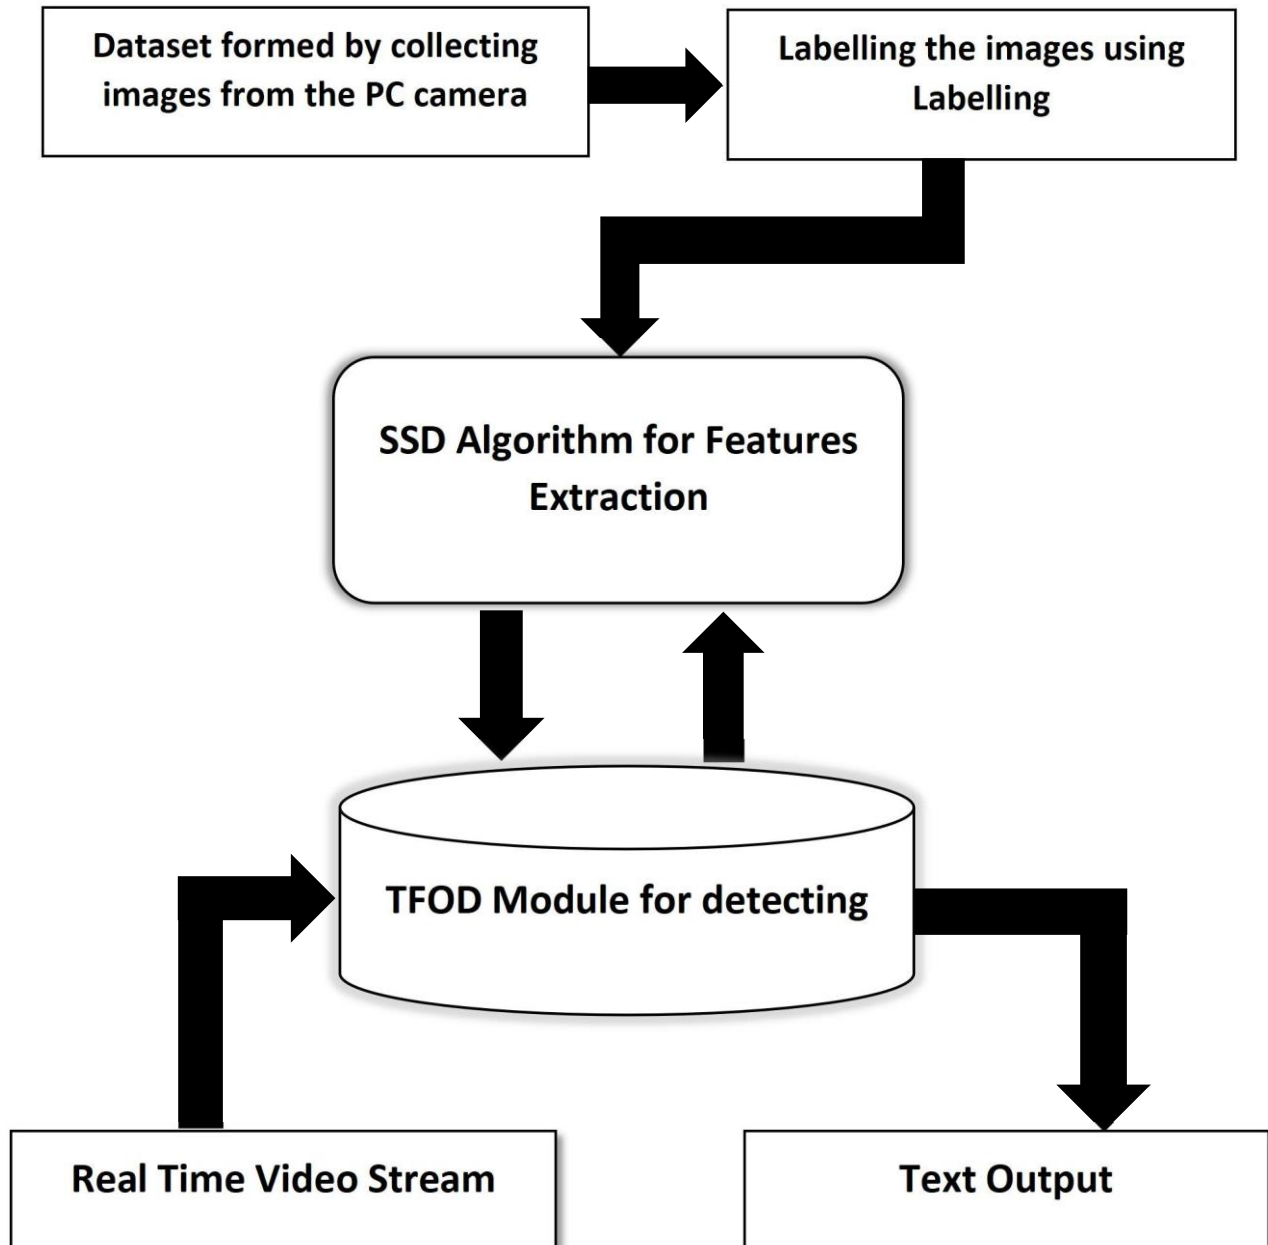 Dataset formed by collecting
images from the PC camera
Labelling the images using
Labelling
SSD Algorithm for Features
Extraction
TFOD Module for detecting
Real Time Video Stream
Text Output